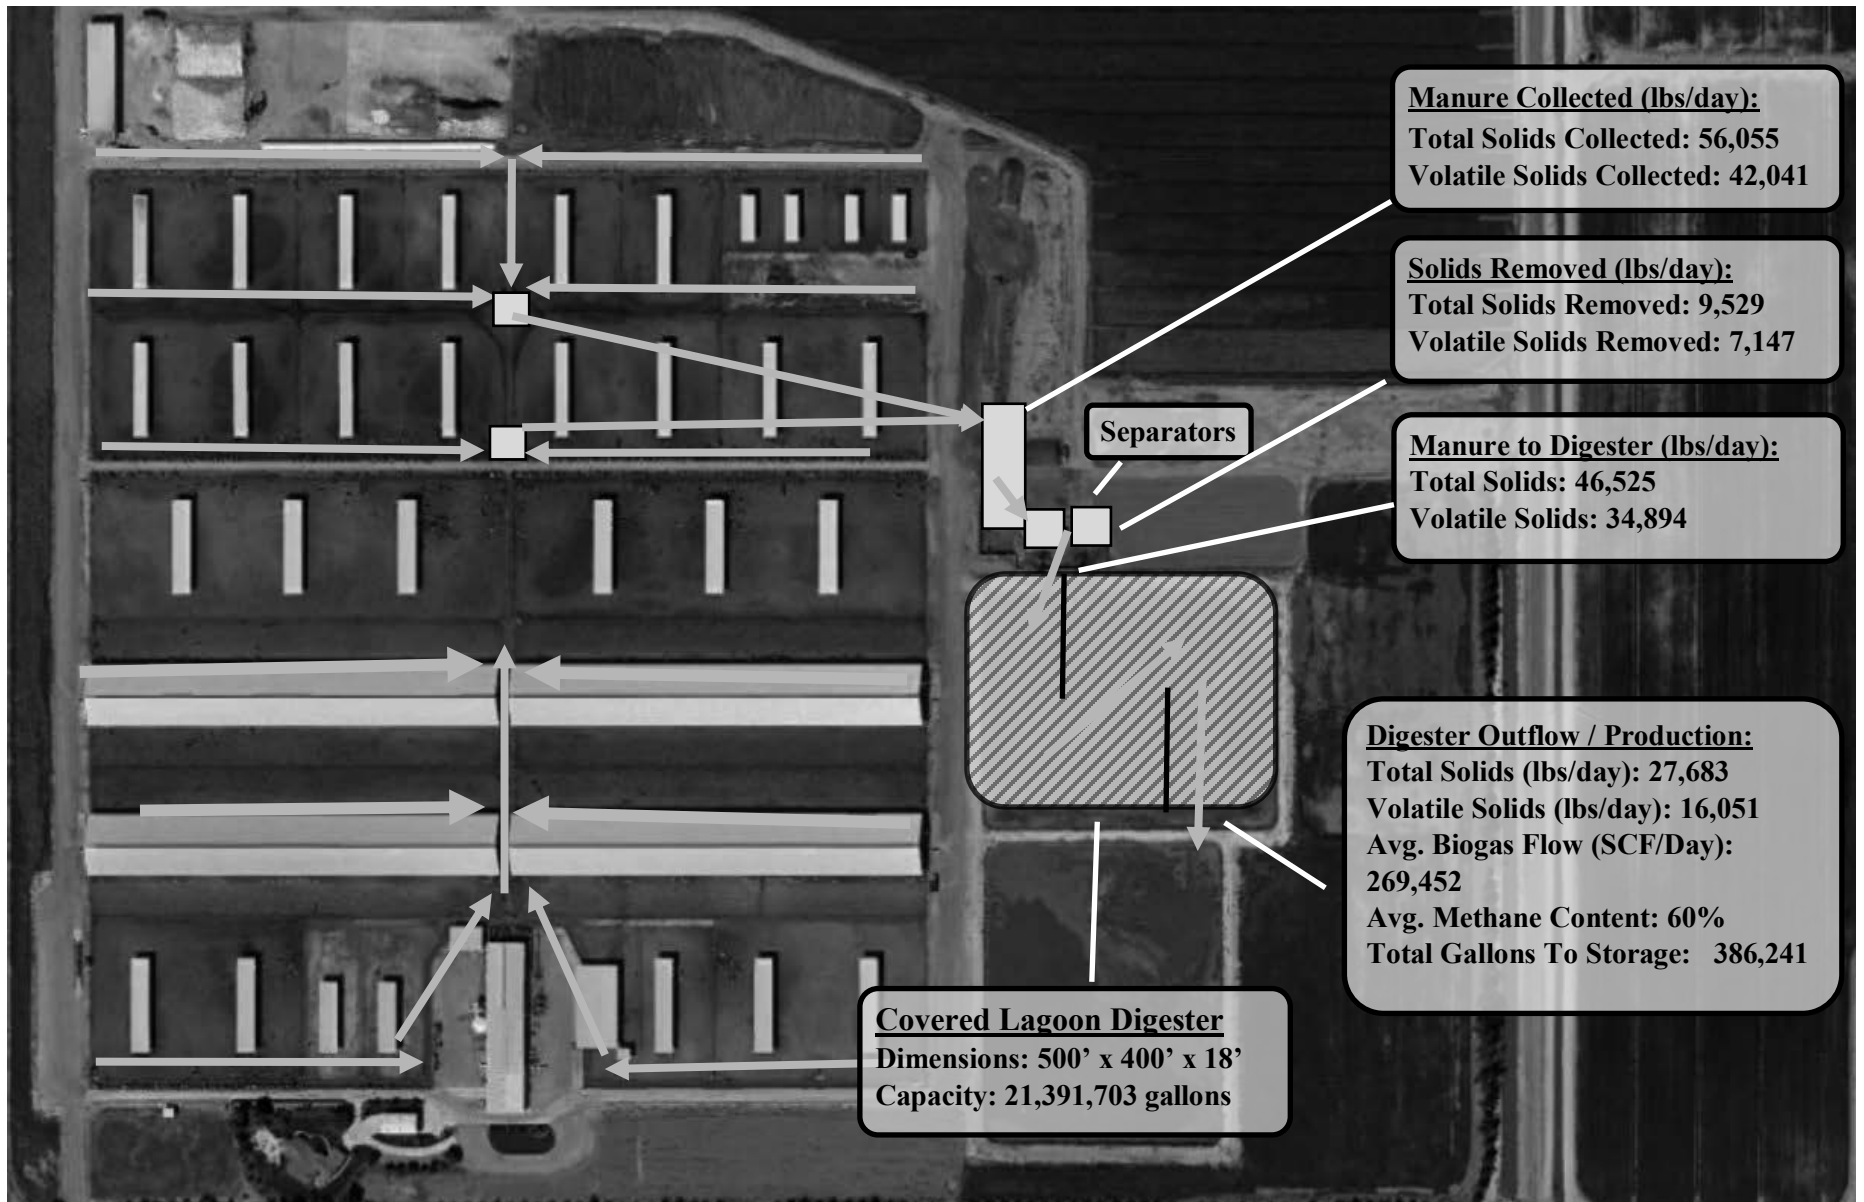 Manure Collected (lbs/day):
Total Solids Collected: 56,055
Volatile Solids Collected: 42,041
Solids Removed (lbs/day):
Total Solids Removed: 9,529
Volatile Solids Removed: 7,147
Separators
Manure to Digester (lbs/day):
Total Solids: 46,525
Volatile Solids: 34,894
Digester Outflow / Production:
Total Solids (lbs/day): 27,683
Volatile Solids (lbs/day): 16,051
Avg. Biogas Flow (SCF/Day):
269,452
Avg. Methane Content: 60%
Total Gallons To Storage: 386,241
Covered Lagoon Digester
Dimensions: 500’ x 400’ x 18’
Capacity: 21,391,703 gallons